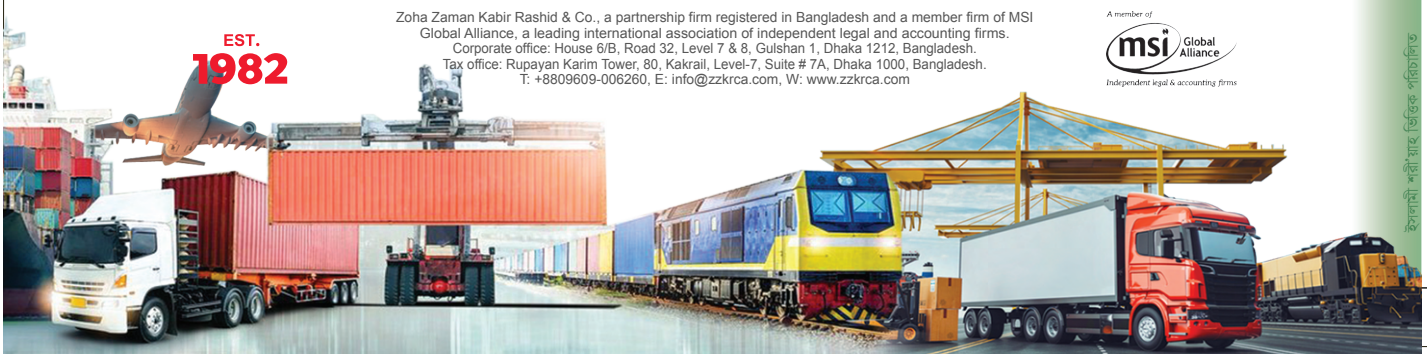 EST.
1982
Zoha Zaman Kabir Rashid & Co., a partnership firm registered in Bangladesh and a member firm of MSI
Global Alliance, a leading international association of independent legal and accounting firms.
Corporate office: House 6/B, Road 32, Level 7 & 8, Gulshan 1, Dhaka 1212, Bangladesh.
Tax office: Rupayan Karim Tower, 80, Kakrail, Level-7, Suite # 7A, Dhaka 1000, Bangladesh.
T: +8809609-006260, E: info@zzkrca.com, W: www.zzkrca.com
A member of
msi Global
Alliance
Independent legal & accounting firms
ইসলামী শরী'য়াহ ভিত্তিক পরিচালিত